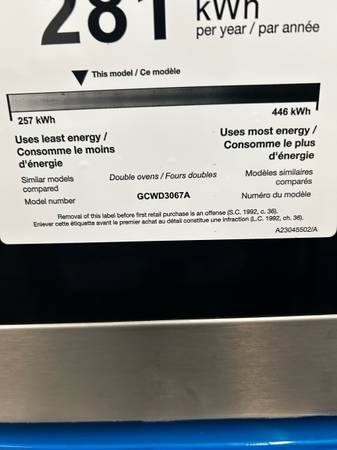 281 kWh
per year / par année
This model / Ce modèle
257 kWh
446 kWh
Uses least energy /
Consomme le moins
d'énergie
Uses most energy /
Consomme le plus
d'énergie
Similar models
compared
Double ovens / Fours doubles
Modèles similaires
comparés
Model number
GCWD3067A
Numéro du modèle
Removal of this label before first retail purchase is an offense (S.C. 1992, c. 36).
Enlever cette étiquette avant le premier achat au détail constitue une infraction (L.C. 1992, ch. 36).
A23045502/A